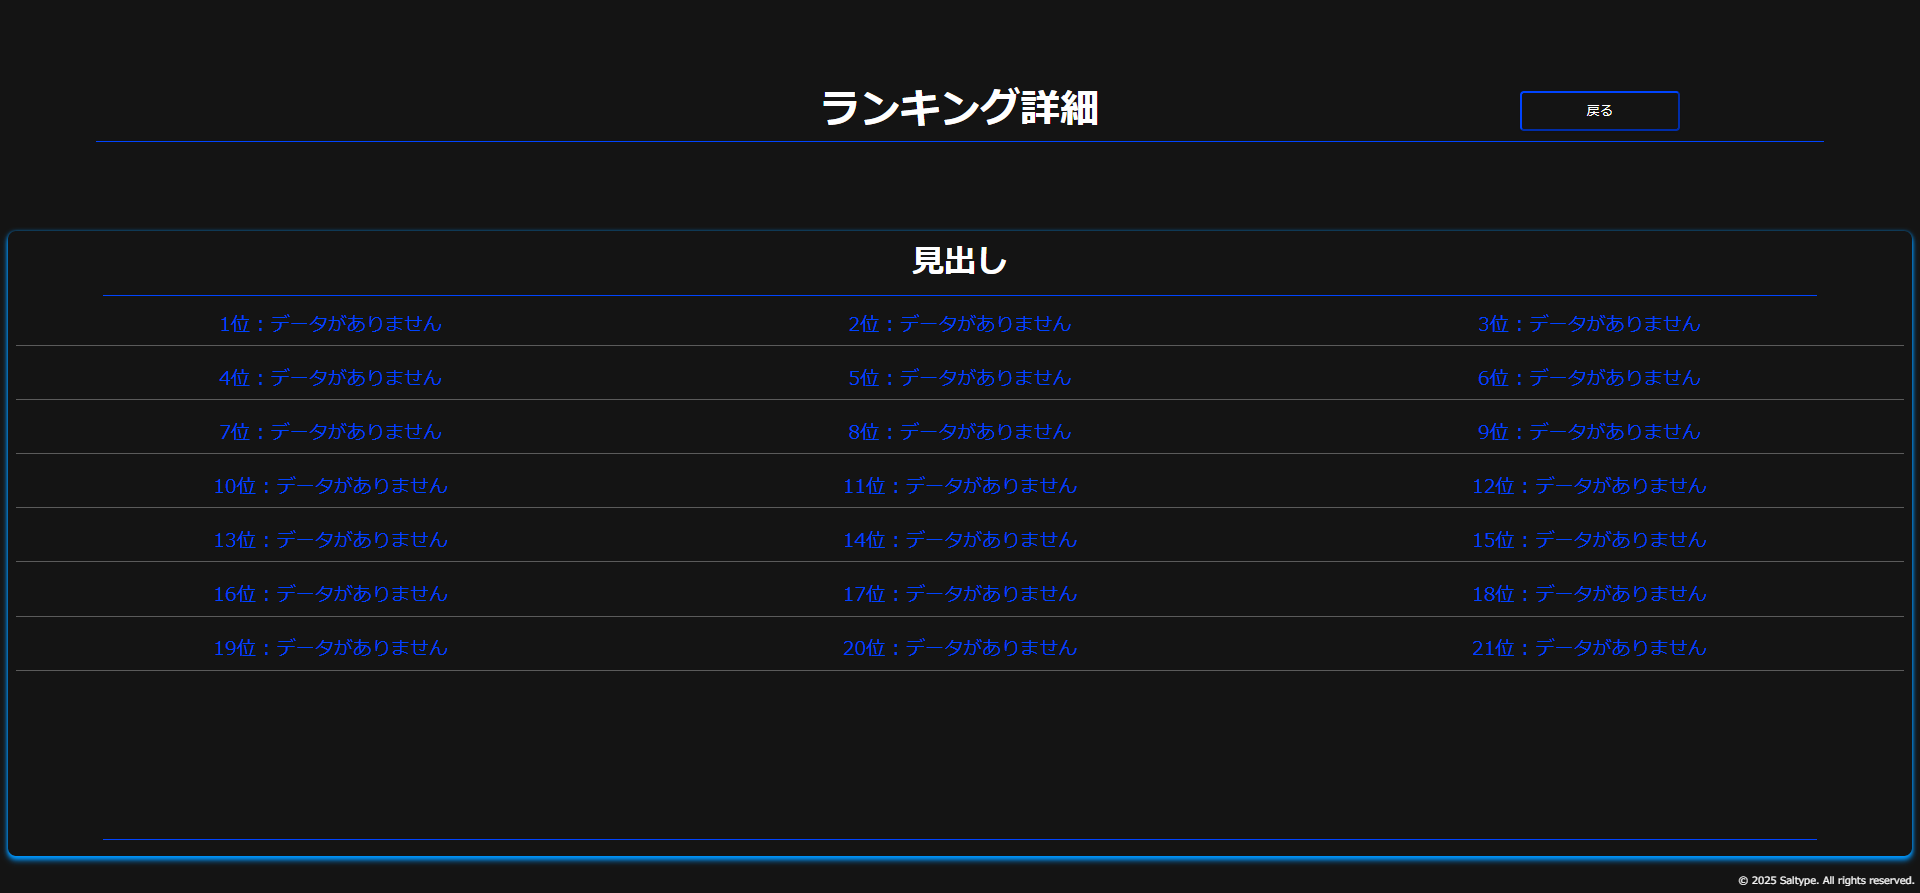 ランキング詳細
戻る
見出し
1位：データがありません 2位：データがありません 3位：データがありません
4位：データがありません 5位：データがありません 6位：データがありません
7位：データがありません 8位：データがありません 9位：データがありません
10位：データがありません 11位：データがありません 12位：データがありません
13位：データがありません 14位：データがありません 15位：データがありません
16位：データがありません 17位：データがありません 18位：データがありません
19位：データがありません 20位：データがありません 21位：データがありません
© 2025 Saltype. All rights reserved.